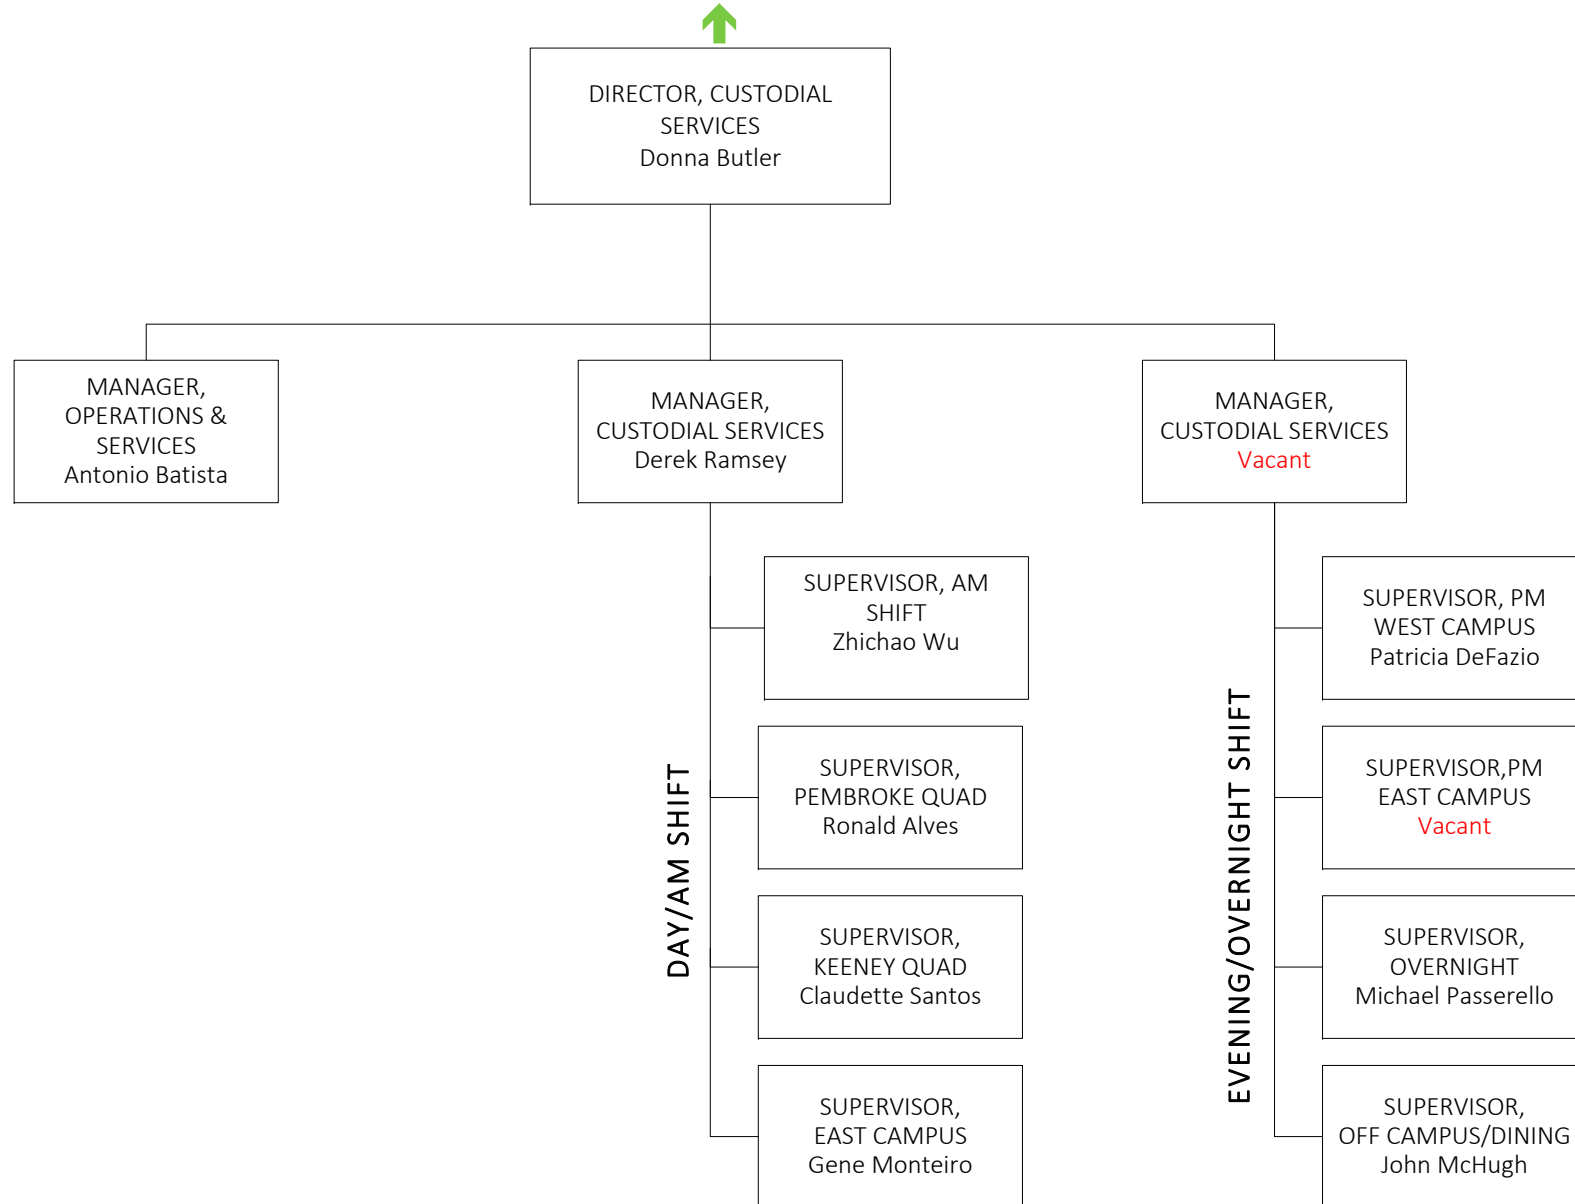 DIRECTOR, CUSTODIAL
SERVICES
Donna Butler
MANAGER,
OPERATIONS &
SERVICES
Antonio Batista
MANAGER,
CUSTODIAL SERVICES
Derek Ramsey
MANAGER,
CUSTODIAL SERVICES
Vacant
DAY/AM SHIFT
SUPERVISOR, AM
SHIFT
Zhichao Wu
SUPERVISOR,
PEMBROKE QUAD
Ronald Alves
SUPERVISOR,
KEENEY QUAD
Claudette Santos
SUPERVISOR,
EAST CAMPUS
Gene Monteiro
EVENING/OVERNIGHT SHIFT
SUPERVISOR, PM
WEST CAMPUS
Patricia DeFazio
SUPERVISOR,PM
EAST CAMPUS
Vacant
SUPERVISOR,
OVERNIGHT
Michael Passerello
SUPERVISOR,
OFF CAMPUS/DINING
John McHugh